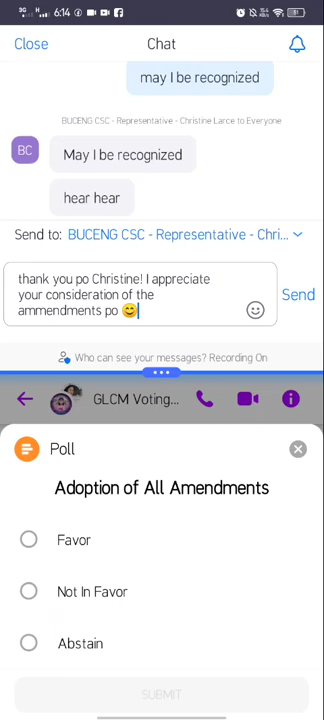 3G H 6:14
Close Chat
may I be recognized
BUCENG CSC - Representative - Christine Larce to Everyone
BC May I be recognized
hear hear
Send to: BUCENG CSC - Representative - Chri...
thank you po Christine! I appreciate
your consideration of the
ammendments po 😊
Send
Who can see your messages? Recording On
GLCM Voting...
Poll
Adoption of All Amendments
Favor
Not In Favor
Abstain
SUBMIT